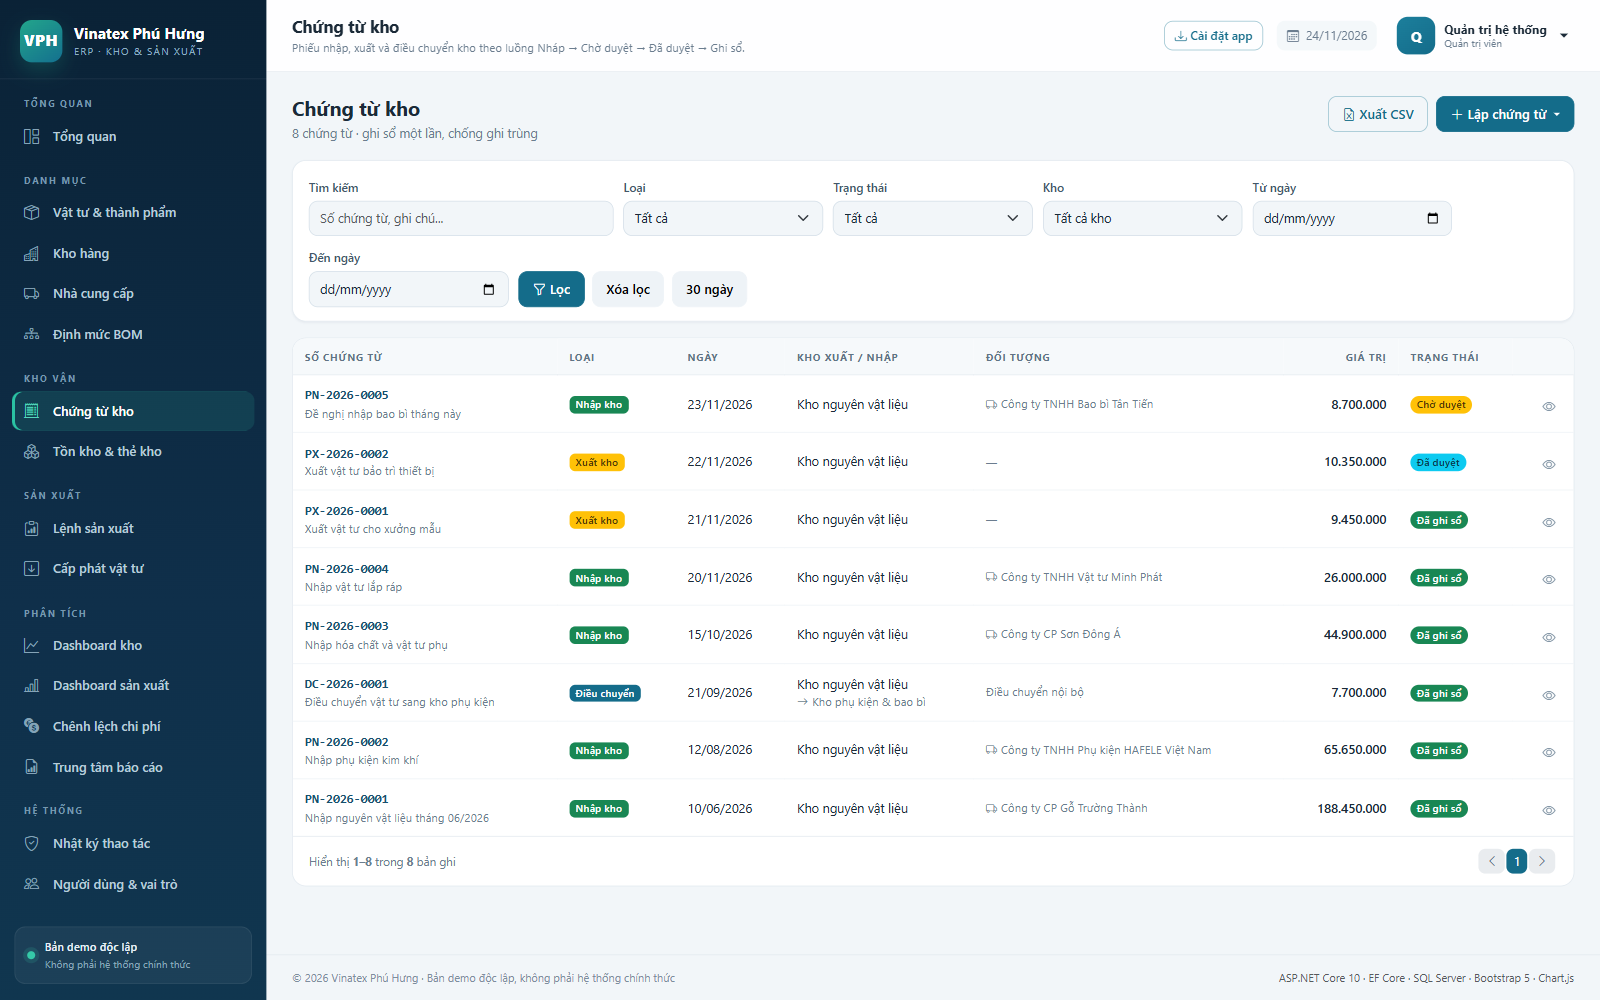 VPH
Vinatex Phú Hưng
ERP · KHO & SẢN XUẤT
TỔNG QUAN
Tổng quan
DANH MỤC
Vật tư & thành phẩm
Kho hàng
Nhà cung cấp
Định mức BOM
KHO VẬN
Chứng từ kho
Tồn kho & thẻ kho
SẢN XUẤT
Lệnh sản xuất
Cấp phát vật tư
PHÂN TÍCH
Dashboard kho
Dashboard sản xuất
Chênh lệch chi phí
Trung tâm báo cáo
HỆ THỐNG
Nhật ký thao tác
Người dùng & vai trò
Bản demo độc lập
Không phải hệ thống chính thức
Chứng từ kho
Phiếu nhập, xuất và điều chuyển kho theo luồng Nháp → Chờ duyệt → Đã duyệt → Ghi sổ.
Cài đặt app
24/11/2026
Q
Quản trị hệ thống
Quản trị viên
Chứng từ kho
8 chứng từ · ghi sổ một lần, chống ghi trùng
Xuất CSV
Lập chứng từ
Tìm kiếm Loại Trạng thái Kho Từ ngày
Số chứng từ, ghi chú... Tất cả Tất cả Tất cả kho dd/mm/yyyy
Đến ngày
dd/mm/yyyy Lọc Xóa lọc 30 ngày
SỐ CHỨNG TỪ LOẠI NGÀY KHO XUẤT / NHẬP ĐỐI TƯỢNG GIÁ TRỊ TRẠNG THÁI
PN-2026-0005
Đề nghị nhập bao bì tháng này
Nhập kho 23/11/2026 Kho nguyên vật liệu Công ty TNHH Bao bì Tân Tiến 8.700.000 Chờ duyệt
PX-2026-0002
Xuất vật tư bảo trì thiết bị
Xuất kho 22/11/2026 Kho nguyên vật liệu — 10.350.000 Đã duyệt
PX-2026-0001
Xuất vật tư cho xưởng mẫu
Xuất kho 21/11/2026 Kho nguyên vật liệu — 9.450.000 Đã ghi sổ
PN-2026-0004
Nhập vật tư lắp ráp
Nhập kho 20/11/2026 Kho nguyên vật liệu Công ty TNHH Vật tư Minh Phát 26.000.000 Đã ghi sổ
PN-2026-0003
Nhập hóa chất và vật tư phụ
Nhập kho 15/10/2026 Kho nguyên vật liệu Công ty CP Sơn Đông Á 44.900.000 Đã ghi sổ
DC-2026-0001
Điều chuyển vật tư sang kho phụ kiện
Điều chuyển 21/09/2026 Kho nguyên vật liệu
→ Kho phụ kiện & bao bì
Điều chuyển nội bộ 7.700.000 Đã ghi sổ
PN-2026-0002
Nhập phụ kiện kim khí
Nhập kho 12/08/2026 Kho nguyên vật liệu Công ty TNHH Phụ kiện HAFELE Việt Nam 65.650.000 Đã ghi sổ
PN-2026-0001
Nhập nguyên vật liệu tháng 06/2026
Nhập kho 10/06/2026 Kho nguyên vật liệu Công ty CP Gỗ Trường Thành 188.450.000 Đã ghi sổ
Hiển thị 1–8 trong 8 bản ghi
1
© 2026 Vinatex Phú Hưng · Bản demo độc lập, không phải hệ thống chính thức
ASP.NET Core 10 · EF Core · SQL Server · Bootstrap 5 · Chart.js